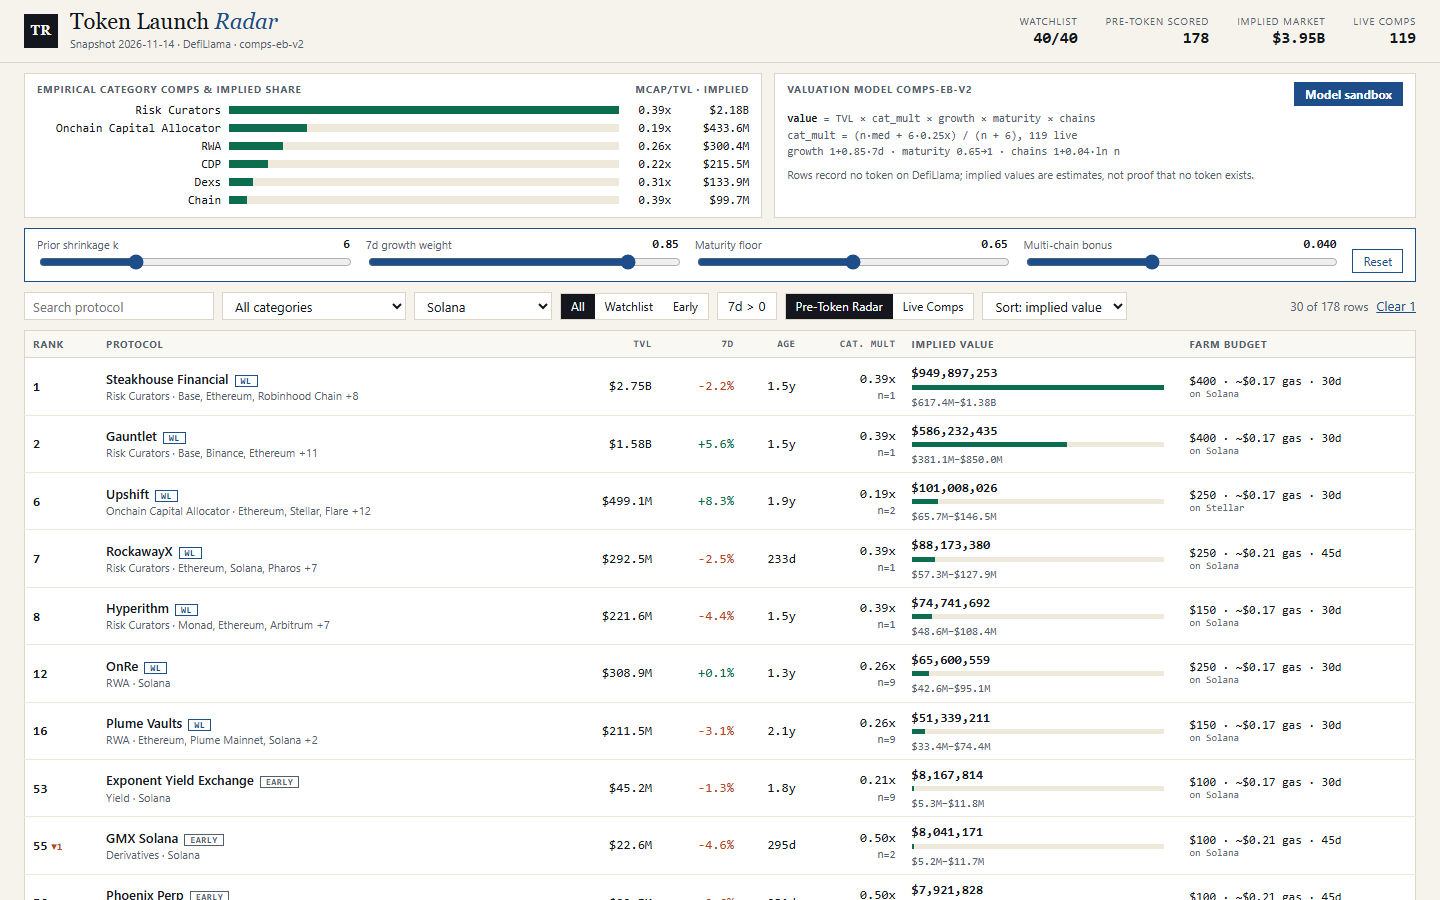 TR
Token Launch Radar
Snapshot 2026-11-14 · DefiLlama · comps-eb-v2
WATCHLIST
40/40
PRE-TOKEN SCORED
178
IMPLIED MARKET
$3.95B
LIVE COMPS
119
EMPIRICAL CATEGORY COMPS & IMPLIED SHARE MCAP/TVL · IMPLIED
Risk Curators 0.39x $2.18B
Onchain Capital Allocator 0.19x $433.6M
RWA 0.26x $300.4M
CDP 0.22x $215.5M
Dexs 0.31x $133.9M
Chain 0.39x $99.7M
VALUATION MODEL COMPS-EB-V2
Model sandbox
value = TVL × cat_mult × growth × maturity × chains
cat_mult = (n·med + 6·0.25x) / (n + 6), 119 live
growth 1+0.85·7d · maturity 0.65→1 · chains 1+0.04·ln n
Rows record no token on DefiLlama; implied values are estimates, not proof that no token exists.
Prior shrinkage k 6
7d growth weight 0.85
Maturity floor 0.65
Multi-chain bonus 0.040
Reset
Search protocol All categories Solana All Watchlist Early 7d > 0 Pre-Token Radar Live Comps Sort: implied value 30 of 178 rows Clear 1
RANK PROTOCOL TVL 7D AGE CAT. MULT IMPLIED VALUE FARM BUDGET
1 Steakhouse Financial WL $2.75B -2.2% 1.5y 0.39x $949,897,253 $400 · ~$0.17 gas · 30d
Risk Curators · Base, Ethereum, Robinhood Chain +8 n=1 $617.4M–$1.38B on Solana
2 Gauntlet WL $1.58B +5.6% 1.5y 0.39x $586,232,435 $400 · ~$0.17 gas · 30d
Risk Curators · Base, Binance, Ethereum +11 n=1 $381.1M–$850.0M on Solana
6 Upshift WL $499.1M +8.3% 1.9y 0.19x $101,008,026 $250 · ~$0.17 gas · 30d
Onchain Capital Allocator · Ethereum, Stellar, Flare +12 n=2 $65.7M–$146.5M on Stellar
7 RockawayX WL $292.5M -2.5% 233d 0.39x $88,173,380 $250 · ~$0.21 gas · 45d
Risk Curators · Ethereum, Solana, Pharos +7 n=1 $57.3M–$127.9M on Solana
8 Hyperithm WL $221.6M -4.4% 1.5y 0.39x $74,741,692 $150 · ~$0.17 gas · 30d
Risk Curators · Monad, Ethereum, Arbitrum +7 n=1 $48.6M–$108.4M on Solana
12 OnRe WL $308.9M +0.1% 1.3y 0.26x $65,600,559 $250 · ~$0.17 gas · 30d
RWA · Solana n=9 $42.6M–$95.1M on Solana
16 Plume Vaults WL $211.5M -3.1% 2.1y 0.26x $51,339,211 $150 · ~$0.17 gas · 30d
RWA · Ethereum, Plume Mainnet, Solana +2 n=9 $33.4M–$74.4M on Solana
53 Exponent Yield Exchange EARLY $45.2M -1.3% 1.8y 0.21x $8,167,814 $100 · ~$0.17 gas · 30d
Yield · Solana n=9 $5.3M–$11.8M on Solana
55 ▼1 GMX Solana EARLY $22.6M -4.6% 295d 0.50x $8,041,171 $100 · ~$0.21 gas · 45d
Derivatives · Solana n=2 $5.2M–$11.7M on Solana
Phoenix Perp EARLY 0.50x $7,921,828 $100 · ~$0.21 gas · 45d